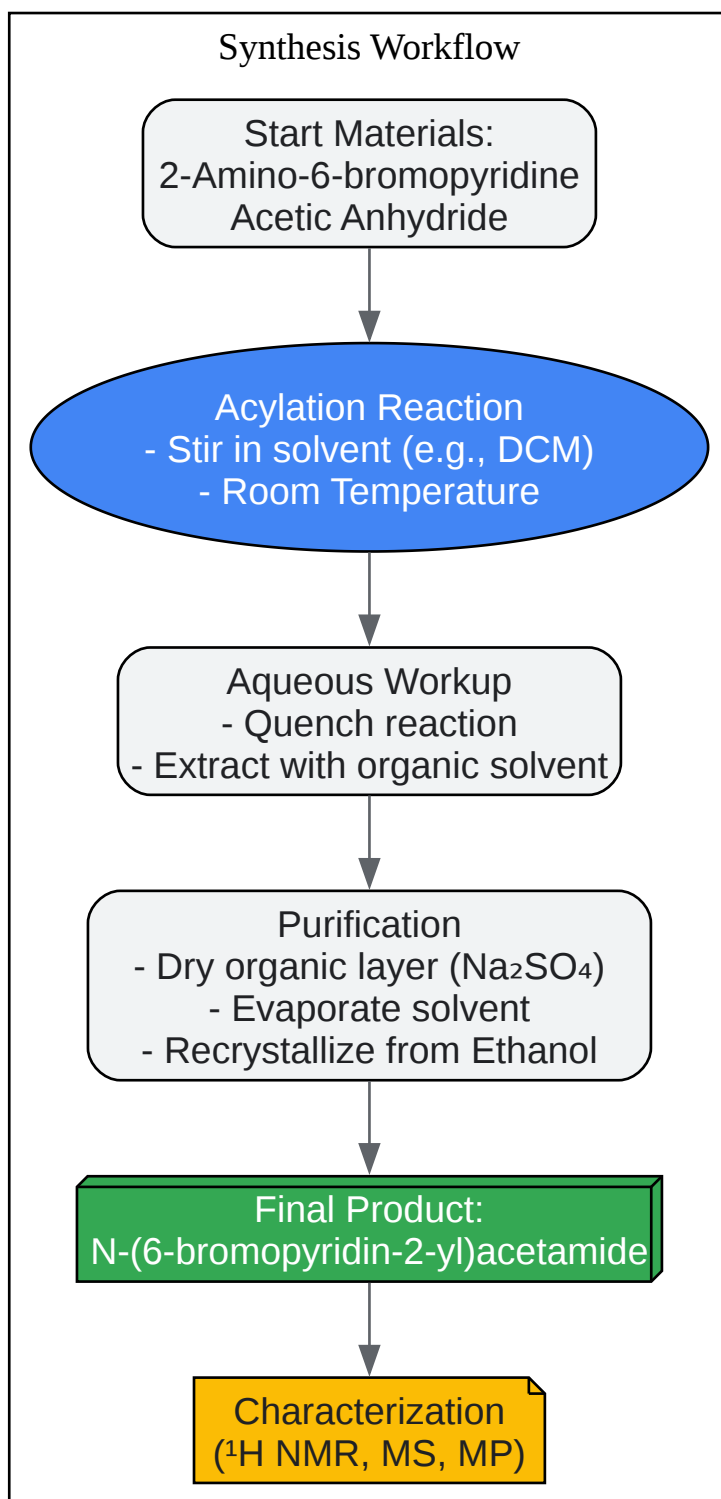 Synthesis Workflow
Start Materials:
2-Amino-6-bromopyridine
Acetic Anhydride
Acylation Reaction
- Stir in solvent (e.g., DCM)
- Room Temperature
Aqueous Workup
- Quench reaction
- Extract with organic solvent
Purification
- Dry organic layer (Na₂SO₄)
- Evaporate solvent
- Recrystallize from Ethanol
Final Product:
N-(6-bromopyridin-2-yl)acetamide
Characterization
(¹H NMR, MS, MP)